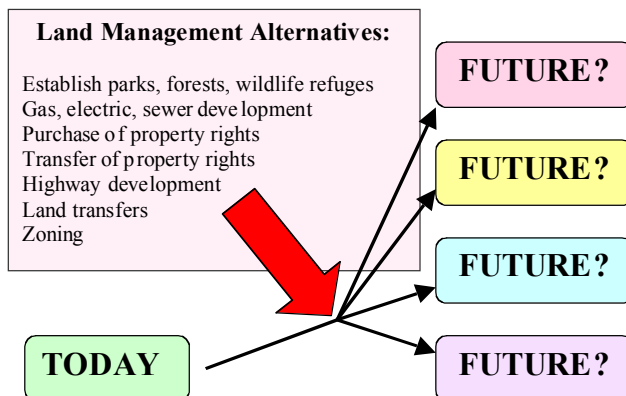 Land Management Alternatives:
Establish parks, forests, wildlife refuges
Gas, electric, sewer development
Purchase of property rights
Transfer of property rights
Highway development
Land transfers
Zoning
TODAY
FUTURE?
FUTURE?
FUTURE?
FUTURE?